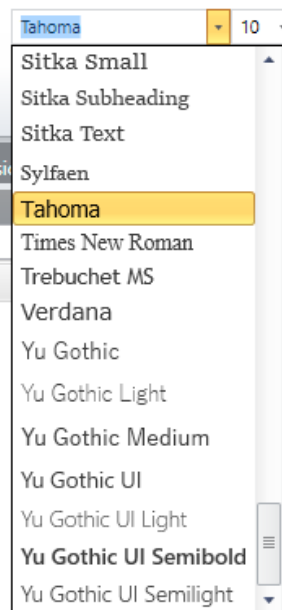 Tahoma 10
Sitka Small
Sitka Subheading
Sitka Text
Sylfaen
Tahoma
Times New Roman
Trebuchet MS
Verdana
Yu Gothic
Yu Gothic Light
Yu Gothic Medium
Yu Gothic UI
Yu Gothic UI Light
Yu Gothic UI Semibold
Yu Gothic UI Semilight